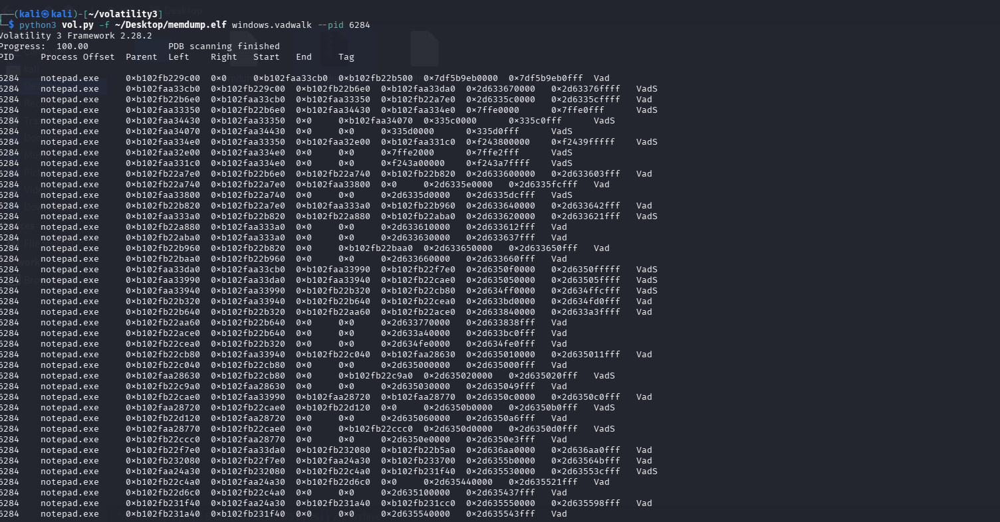 ┌──(kali㉿kali)-[~/volatility3]
└─$ python3 vol.py -f ~/Desktop/memdump.elf windows.vadwalk --pid 6284
Volatility 3 Framework 2.28.2
Progress:  100.00               PDB scanning finished
PID     Process Offset  Parent  Left    Right   Start   End     Tag
6284    notepad.exe     0xb102fb229c00  0x0     0xb102faa33cb0  0xb102fb22b500  0x7df5b9eb0000  0x7df5b9eb0fff  Vad
6284    notepad.exe     0xb102faa33cb0  0xb102fb229c00  0xb102fb22b6e0  0xb102faa33da0  0x2d633670000   0x2d63376ffff   VadS
6284    notepad.exe     0xb102fb22b6e0  0xb102faa33cb0  0xb102faa33350  0xb102fb22a7e0  0x2d6335c0000   0x2d6335cffff   Vad
6284    notepad.exe     0xb102faa33350  0xb102fb22b6e0  0xb102faa34430  0xb102faa334e0  0x7ffe0000      0x7ffe0fff      VadS
6284    notepad.exe     0xb102faa34430  0xb102faa33350  0x0     0xb102faa34070  0x335c0000      0x335c0fff      VadS
6284    notepad.exe     0xb102faa34070  0xb102faa34430  0x0     0x0     0x335d0000      0x335d0fff      VadS
6284    notepad.exe     0xb102faa334e0  0xb102faa33350  0xb102faa32e00  0xb102faa331c0  0xf243800000    0xf2439fffff    VadS
6284    notepad.exe     0xb102faa32e00  0xb102faa334e0  0x0     0x0     0x7ffe2000      0x7ffe2fff      VadS
6284    notepad.exe     0xb102faa331c0  0xb102faa334e0  0x0     0x0     0xf243a00000    0xf243a7ffff    VadS
6284    notepad.exe     0xb102fb22a7e0  0xb102fb22b6e0  0xb102fb22a740  0xb102fb22b820  0x2d633600000   0x2d633603fff   Vad
6284    notepad.exe     0xb102fb22a740  0xb102fb22a7e0  0xb102faa33800  0x0     0x2d6335e0000   0x2d6335fcfff   Vad
6284    notepad.exe     0xb102faa33800  0xb102fb22a740  0x0     0x0     0x2d6335d0000   0x2d6335dcfff   VadS
6284    notepad.exe     0xb102fb22b820  0xb102fb22a7e0  0xb102faa333a0  0xb102fb22b960  0x2d633640000   0x2d633642fff   Vad
6284    notepad.exe     0xb102faa333a0  0xb102fb22b820  0xb102fb22a880  0xb102fb22aba0  0x2d633620000   0x2d633621fff   VadS
6284    notepad.exe     0xb102fb22a880  0xb102faa333a0  0x0     0x0     0x2d633610000   0x2d633612fff   Vad
6284    notepad.exe     0xb102fb22aba0  0xb102faa333a0  0x0     0x0     0x2d633630000   0x2d633637fff   Vad
6284    notepad.exe     0xb102fb22b960  0xb102fb22b820  0x0     0xb102fb22baa0  0x2d633650000   0x2d633650fff   Vad
6284    notepad.exe     0xb102fb22baa0  0xb102fb22b960  0x0     0x0     0x2d633660000   0x2d633660fff   Vad
6284    notepad.exe     0xb102faa33da0  0xb102faa33cb0  0xb102faa33990  0xb102fb22f7e0  0x2d6350f0000   0x2d6350fffff   VadS
6284    notepad.exe     0xb102faa33990  0xb102faa33da0  0xb102faa33940  0xb102fb22cae0  0x2d635050000   0x2d63505ffff   VadS
6284    notepad.exe     0xb102faa33940  0xb102faa33990  0xb102fb22b320  0xb102fb22cb80  0x2d634ff0000   0x2d634ffcfff   VadS
6284    notepad.exe     0xb102fb22b320  0xb102faa33940  0xb102fb22b640  0xb102fb22cea0  0x2d633bd0000   0x2d634fd0fff   Vad
6284    notepad.exe     0xb102fb22b640  0xb102fb22b320  0xb102fb22aa60  0xb102fb22ace0  0x2d633840000   0x2d633a3ffff   Vad
6284    notepad.exe     0xb102fb22aa60  0xb102fb22b640  0x0     0x0     0x2d633770000   0x2d633838fff   Vad
6284    notepad.exe     0xb102fb22ace0  0xb102fb22b640  0x0     0x0     0x2d633a40000   0x2d633bc0fff   Vad
6284    notepad.exe     0xb102fb22cea0  0xb102fb22b320  0x0     0x0     0x2d634fe0000   0x2d634fe0fff   Vad
6284    notepad.exe     0xb102fb22cb80  0xb102faa33940  0xb102fb22c040  0xb102faa28630  0x2d635010000   0x2d635011fff   Vad
6284    notepad.exe     0xb102fb22c040  0xb102fb22cb80  0x0     0x0     0x2d635000000   0x2d635000fff   Vad
6284    notepad.exe     0xb102faa28630  0xb102fb22cb80  0x0     0xb102fb22c9a0  0x2d635020000   0x2d635020fff   VadS
6284    notepad.exe     0xb102fb22c9a0  0xb102faa28630  0x0     0x0     0x2d635030000   0x2d635049fff   Vad
6284    notepad.exe     0xb102fb22cae0  0xb102faa33990  0xb102faa28720  0xb102faa28770  0x2d6350c0000   0x2d6350c0fff   Vad
6284    notepad.exe     0xb102faa28720  0xb102fb22cae0  0xb102fb22d120  0x0     0x2d6350b0000   0x2d6350b0fff   VadS
6284    notepad.exe     0xb102fb22d120  0xb102faa28720  0x0     0x0     0x2d635060000   0x2d6350a6fff   Vad
6284    notepad.exe     0xb102faa28770  0xb102fb22cae0  0x0     0xb102fb22ccc0  0x2d6350d0000   0x2d6350d0fff   VadS
6284    notepad.exe     0xb102fb22ccc0  0xb102faa28770  0x0     0x0     0x2d6350e0000   0x2d6350e3fff   Vad
6284    notepad.exe     0xb102fb22f7e0  0xb102faa33da0  0xb102fb232080  0xb102fb22b5a0  0x2d636aa0000   0x2d636aa0fff   Vad
6284    notepad.exe     0xb102fb232080  0xb102fb22f7e0  0xb102faa24a30  0xb102fb233700  0x2d6355b0000   0x2d63564bfff   Vad
6284    notepad.exe     0xb102faa24a30  0xb102fb232080  0xb102fb22c4a0  0xb102fb231f40  0x2d635530000   0x2d63553cfff   VadS
6284    notepad.exe     0xb102fb22c4a0  0xb102faa24a30  0xb102fb22d6c0  0x0     0x2d635440000   0x2d635521fff   Vad
6284    notepad.exe     0xb102fb22d6c0  0xb102fb22c4a0  0x0     0x0     0x2d635100000   0x2d635437fff   Vad
6284    notepad.exe     0xb102fb231f40  0xb102faa24a30  0xb102fb231a40  0xb102fb231cc0  0x2d635550000   0x2d635598fff   Vad
6284    notepad.exe     0xb102fb231a40  0xb102fb231f40  0x0     0x0     0x2d635540000   0x2d635543fff   Vad